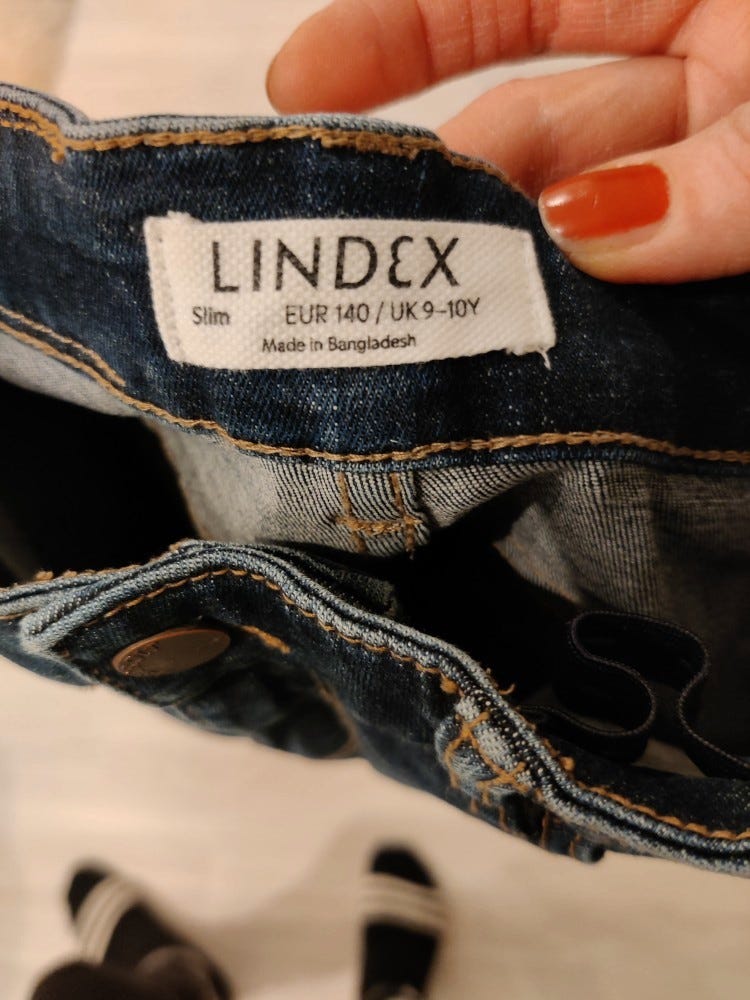 LINDEX
Slim EUR 140 / UK 9-10Y
Made in Bangladesh